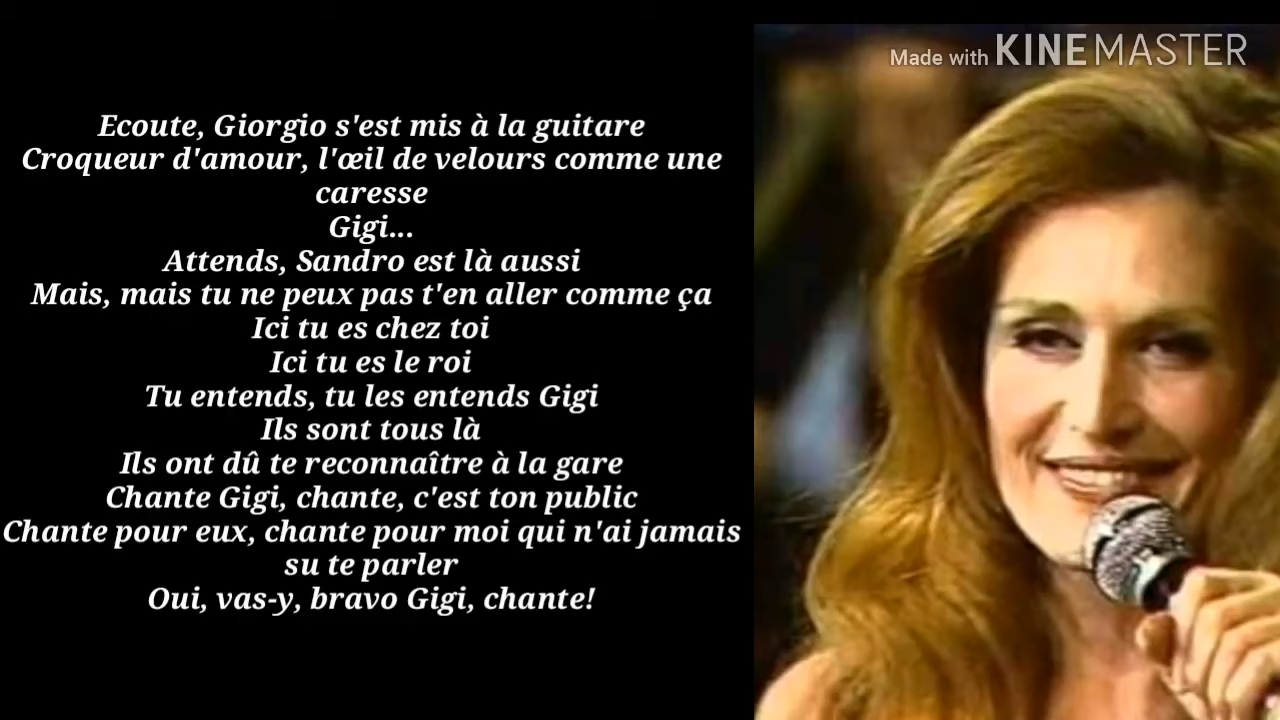 Made with KINEMASTER
Ecoute, Giorgio s'est mis à la guitare
Croqueur d'amour, l'œil de velours comme une
caresse
Gigi...
Attends, Sandro est là aussi
Mais, mais tu ne peux pas t'en aller comme ça
Ici tu es chez toi
Ici tu es le roi
Tu entends, tu les entends Gigi
Ils sont tous là
Ils ont dû te reconnaître à la gare
Chante Gigi, chante, c'est ton public
Chante pour eux, chante pour moi qui n'ai jamais
su te parler
Oui, vas-y, bravo Gigi, chante!